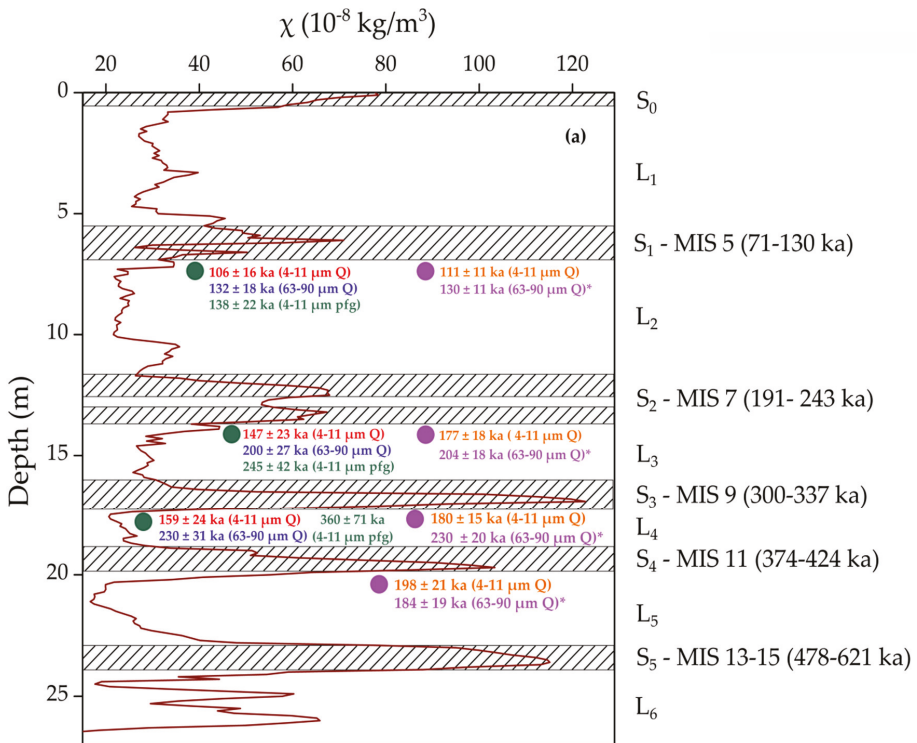 χ (10⁻⁸ kg/m³)
20 40 60 80 100 120
0
5
10
15
20
25
Depth (m)
(a)
S₀
L₁
S₁ - MIS 5 (71-130 ka)
L₂
S₂ - MIS 7 (191- 243 ka)
L₃
S₃ - MIS 9 (300-337 ka)
L₄
S₄ - MIS 11 (374-424 ka)
L₅
S₅ - MIS 13-15 (478-621 ka)
L₆
106 ± 16 ka (4-11 µm Q)
132 ± 18 ka (63-90 µm Q)
138 ± 22 ka (4-11 µm pfg)
111 ± 11 ka (4-11 µm Q)
130 ± 11 ka (63-90 µm Q)*
147 ± 23 ka (4-11 µm Q)
200 ± 27 ka (63-90 µm Q)
245 ± 42 ka (4-11 µm pfg)
177 ± 18 ka ( 4-11 µm Q)
204 ± 18 ka (63-90 µm Q)*
159 ± 24 ka (4-11 µm Q)
230 ± 31 ka (63-90 µm Q)
360 ± 71 ka
(4-11 µm pfg)
180 ± 15 ka (4-11 µm Q)
230 ± 20 ka (63-90 µm Q)*
198 ± 21 ka (4-11 µm Q)
184 ± 19 ka (63-90 µm Q)*